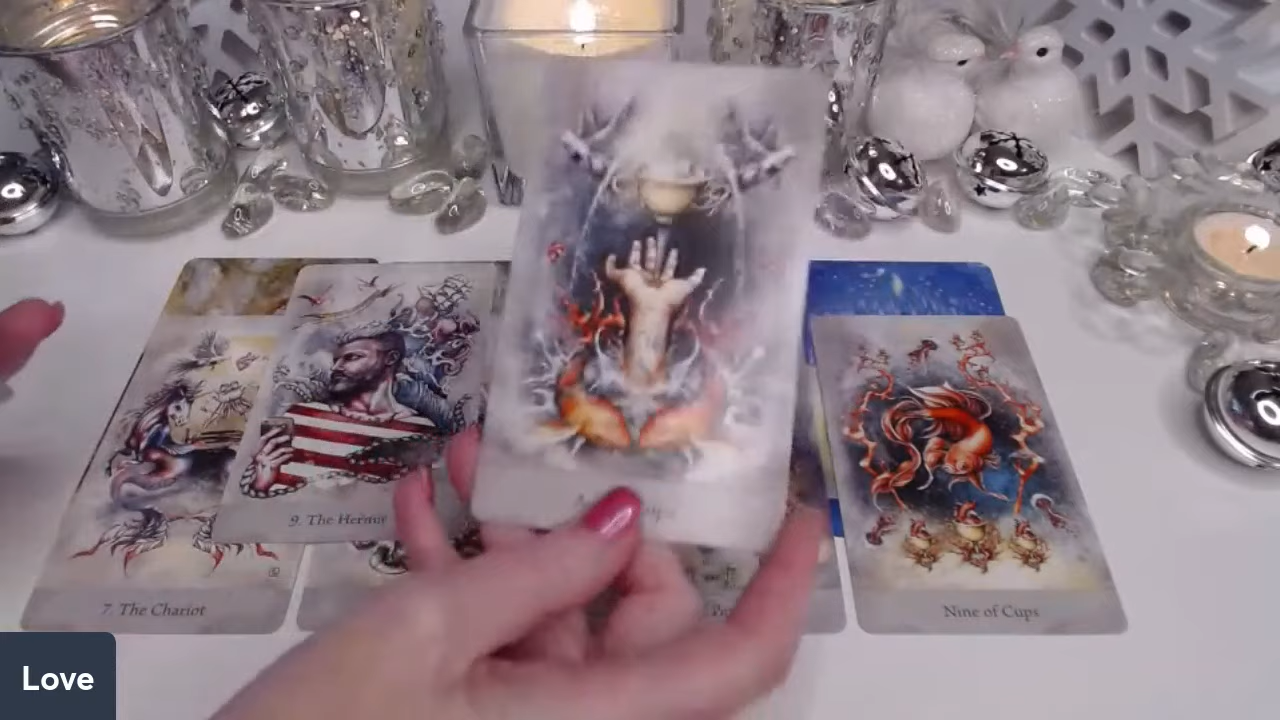 9. The Hermit
7. The Chariot
Nine of Cups
Love